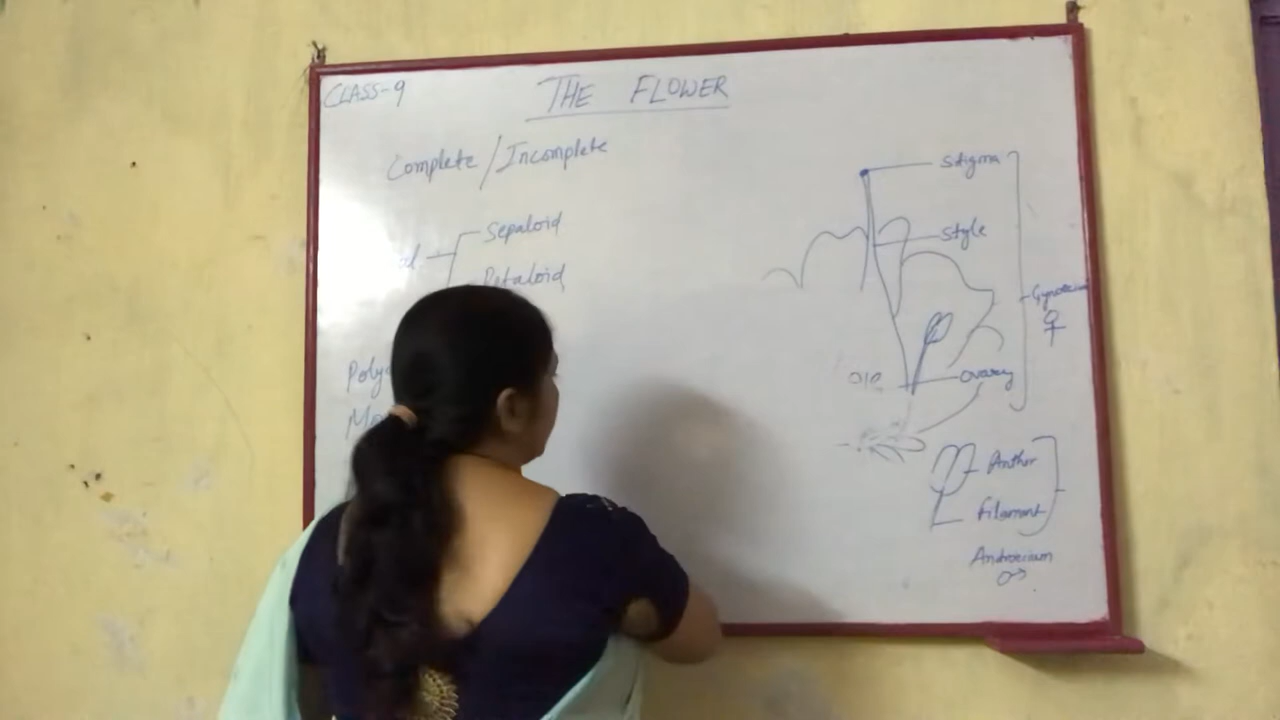 CLASS-9
THE FLOWER
Complete / Incomplete
Sepaloid
Petaloid
Stigma
Style
Ovary
Anther
Filament
Androecium